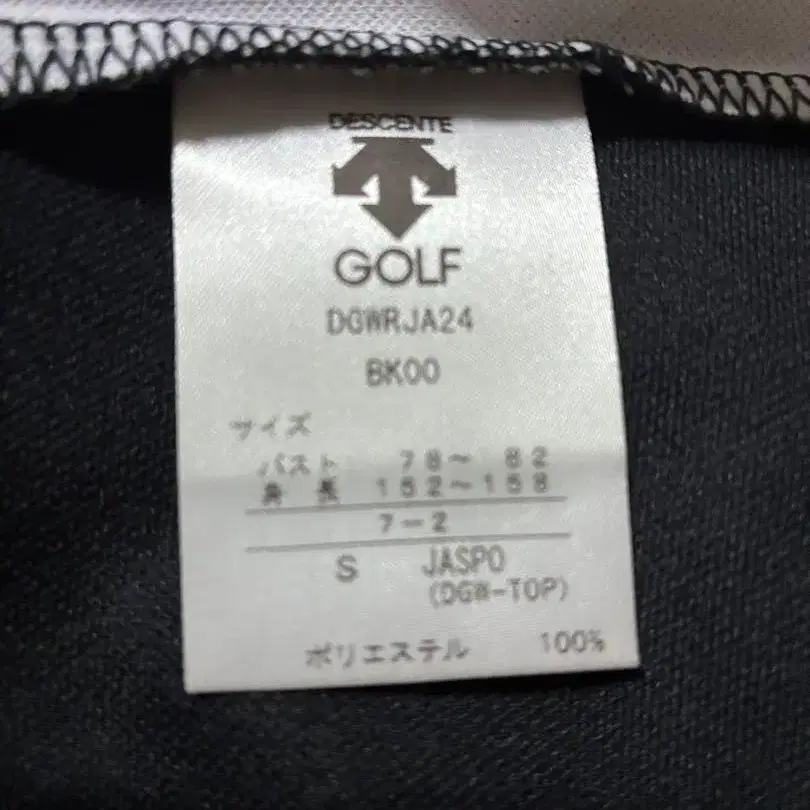 DESCENTE
GOLF
DGWRJA24
BK00
サイズ
バスト 78〜 82
身 長 152〜158
7-2
S JASPO
(DGW-TOP)
ポリエステル 100%